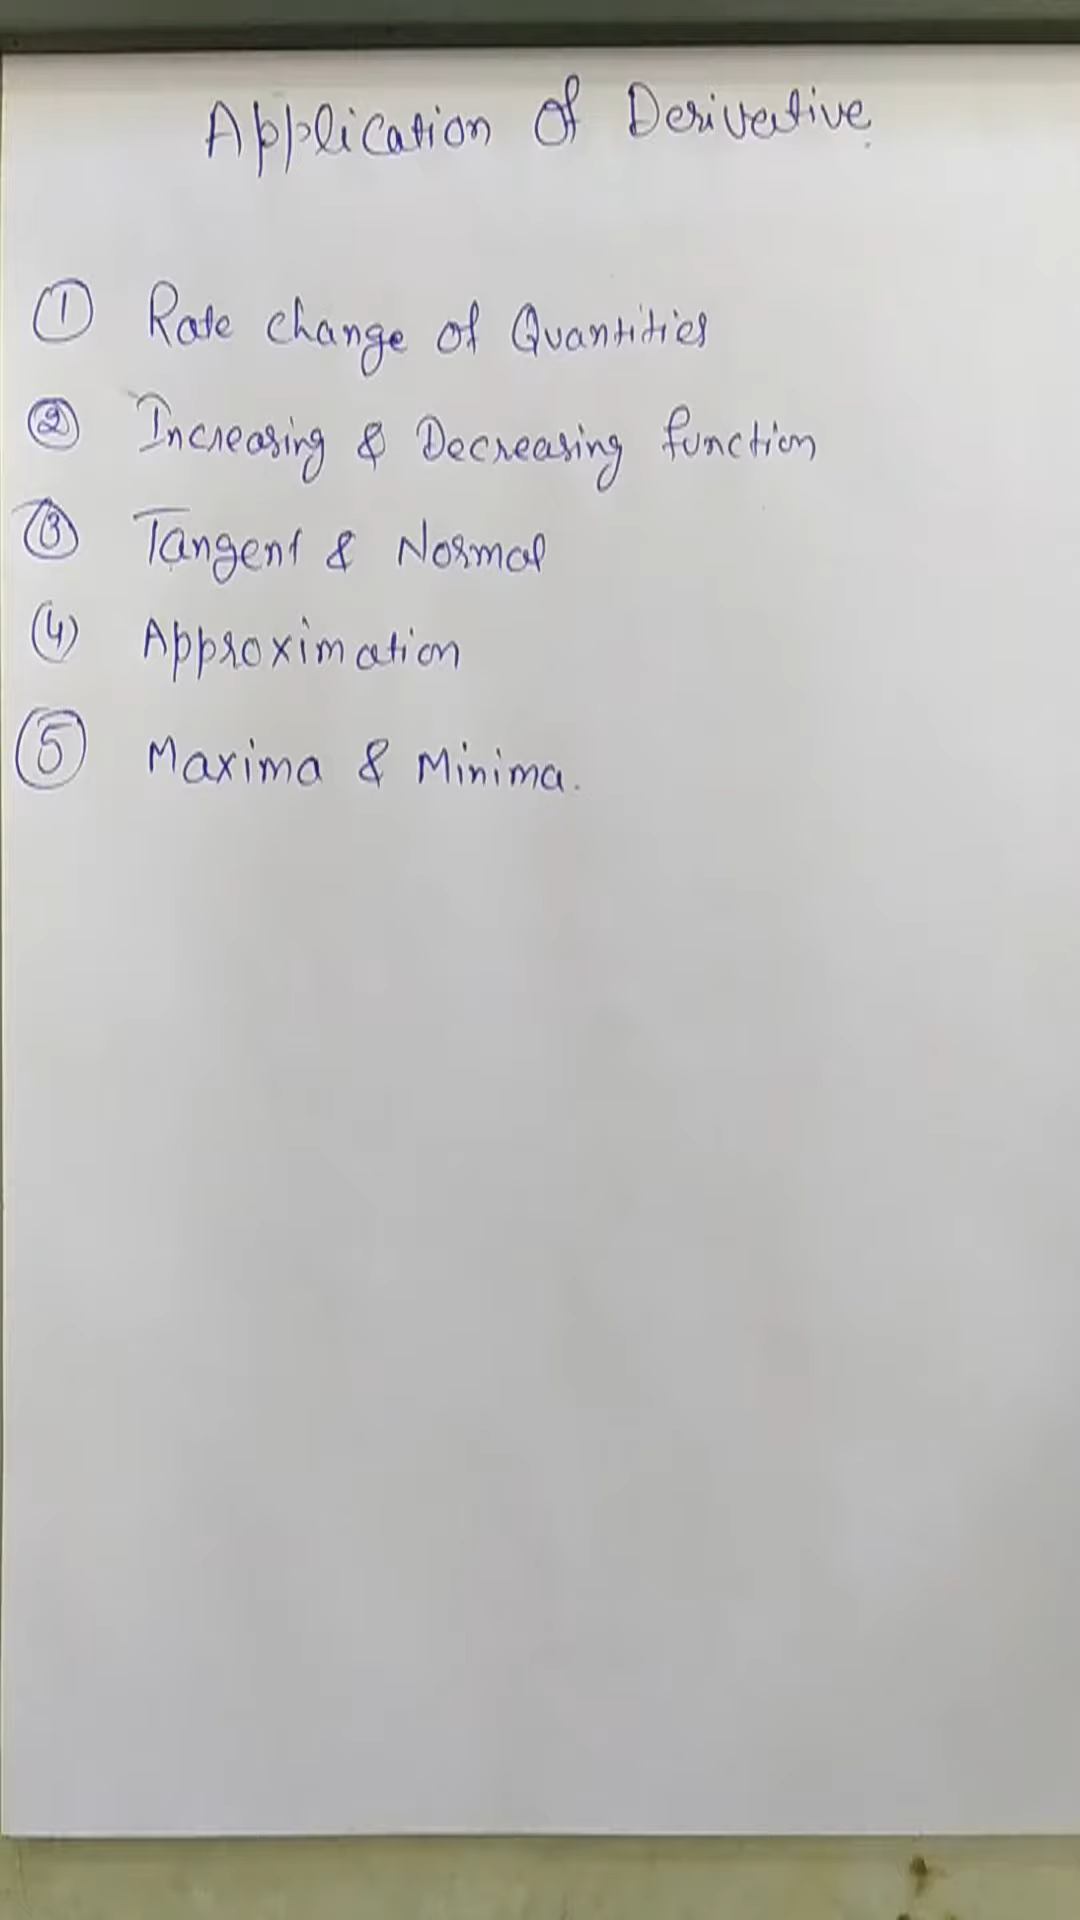 Application Of Derivative.
① Rate change of Quantities
② Increasing & Decreasing function
③ Tangent & Normal
④ Approximation
⑤ Maxima & Minima.